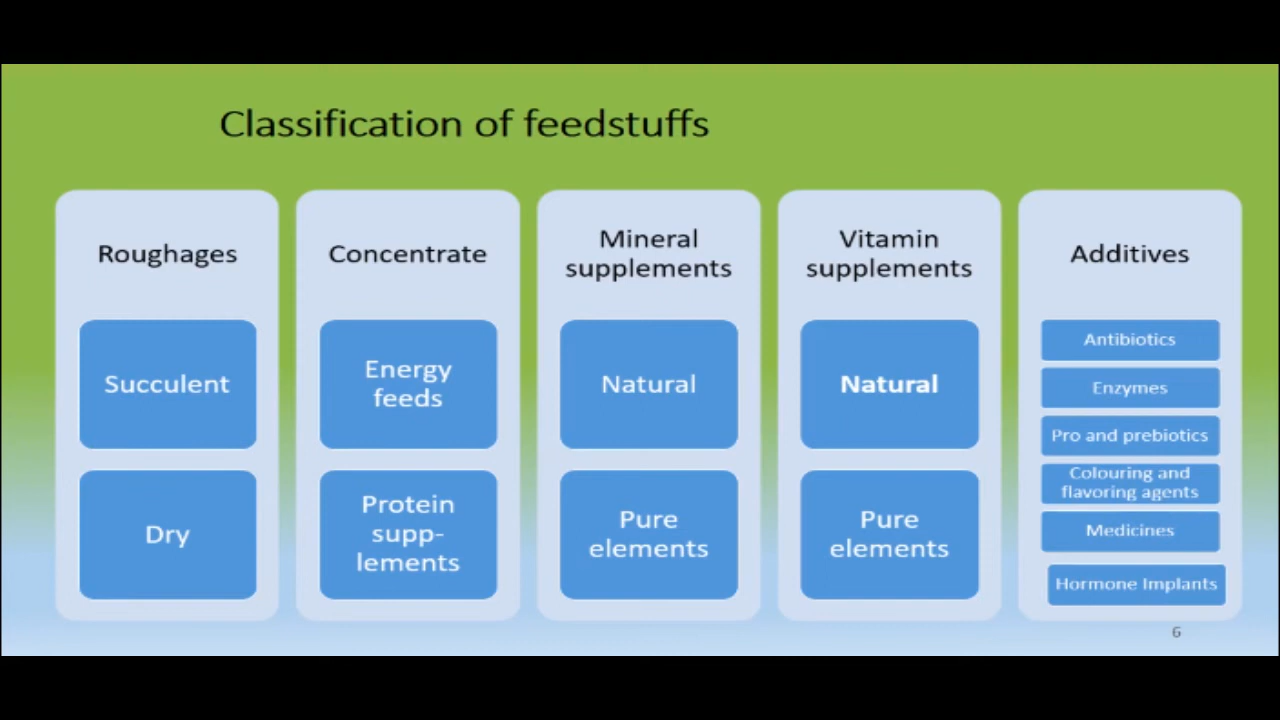 Classification of feedstuffs
Roughages
Succulent
Dry
Concentrate
Energy
feeds
Protein
supp-
lements
Mineral
supplements
Natural
Pure
elements
Vitamin
supplements
Natural
Pure
elements
Additives
Antibiotics
Enzymes
Pro and prebiotics
Colouring and
flavoring agents
Medicines
Hormone Implants
6